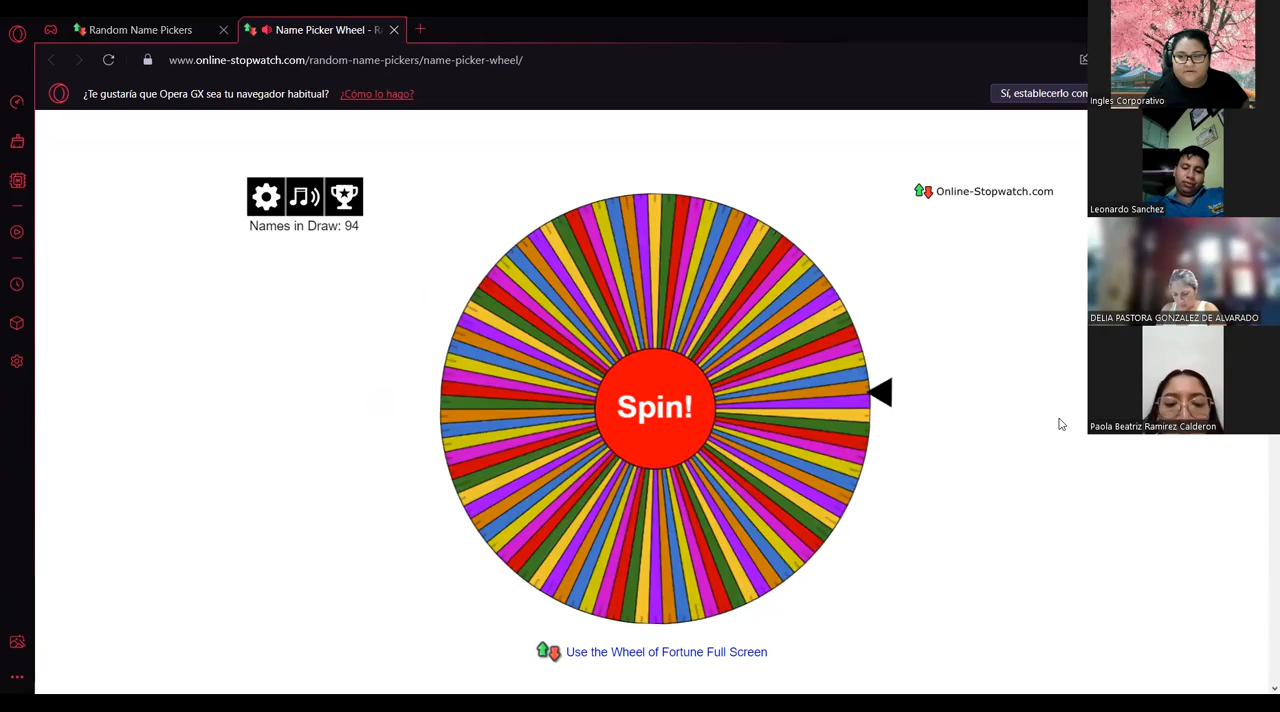 Random Name Pickers
Name Picker Wheel - R
www.online-stopwatch.com/random-name-pickers/name-picker-wheel/
¿Te gustaría que Opera GX sea tu navegador habitual? ¿Cómo lo hago?
Sí, establecerlo com
Names in Draw: 94
Online-Stopwatch.com
Spin!
Use the Wheel of Fortune Full Screen
Ingles Corporativo
Leonardo Sanchez
DELIA PASTORA GONZALEZ DE ALVARADO
Paola Beatriz Ramirez Calderon